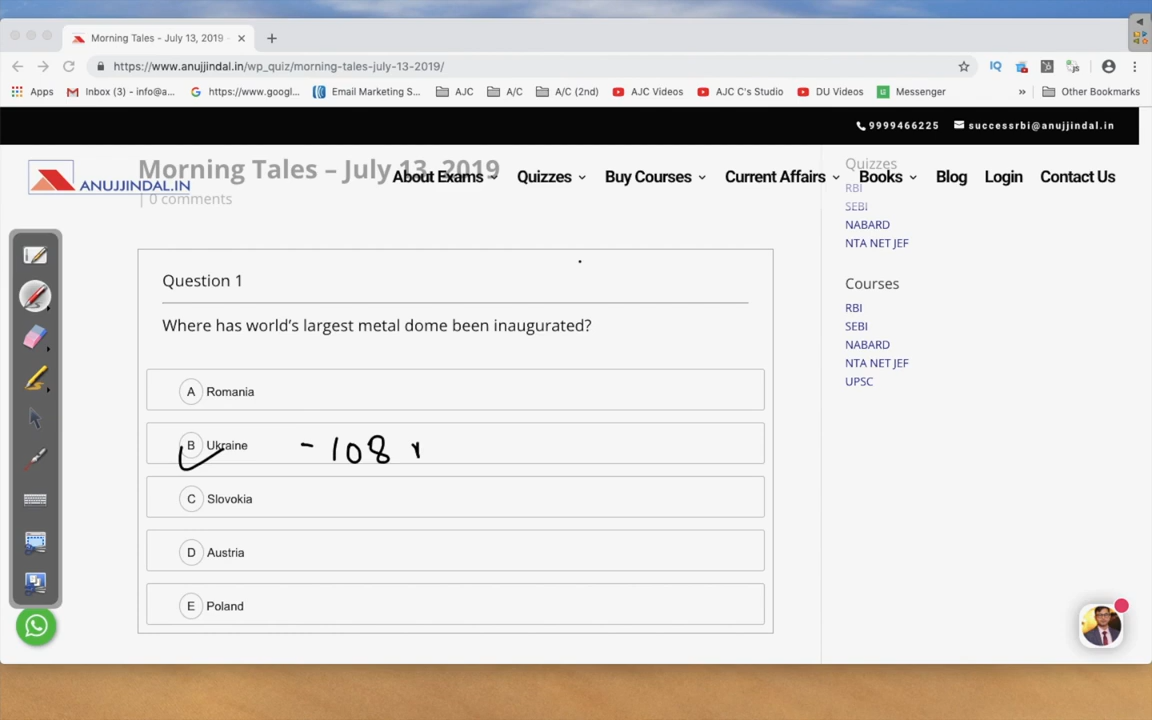 Morning Tales - July 13, 2019 -
https://www.anujjindal.in/wp_quiz/morning-tales-july-13-2019/
Apps Inbox (3) - info@a... https://www.googl... Email Marketing S... AJC A/C A/C (2nd) AJC Videos AJC C's Studio DU Videos Messenger » Other Bookmarks
9999466225 successrbi@anujjindal.in
Morning Tales – July 13, 2019
ANUJJINDAL.IN
About Exams Quizzes Buy Courses Current Affairs Books Blog Login Contact Us
| 0 comments
Quizzes
RBI
SEBI
NABARD
NTA NET JEF
Question 1
Where has world's largest metal dome been inaugurated?
A Romania
B Ukraine - 108
C Slovokia
D Austria
E Poland
Courses
RBI
SEBI
NABARD
NTA NET JEF
UPSC